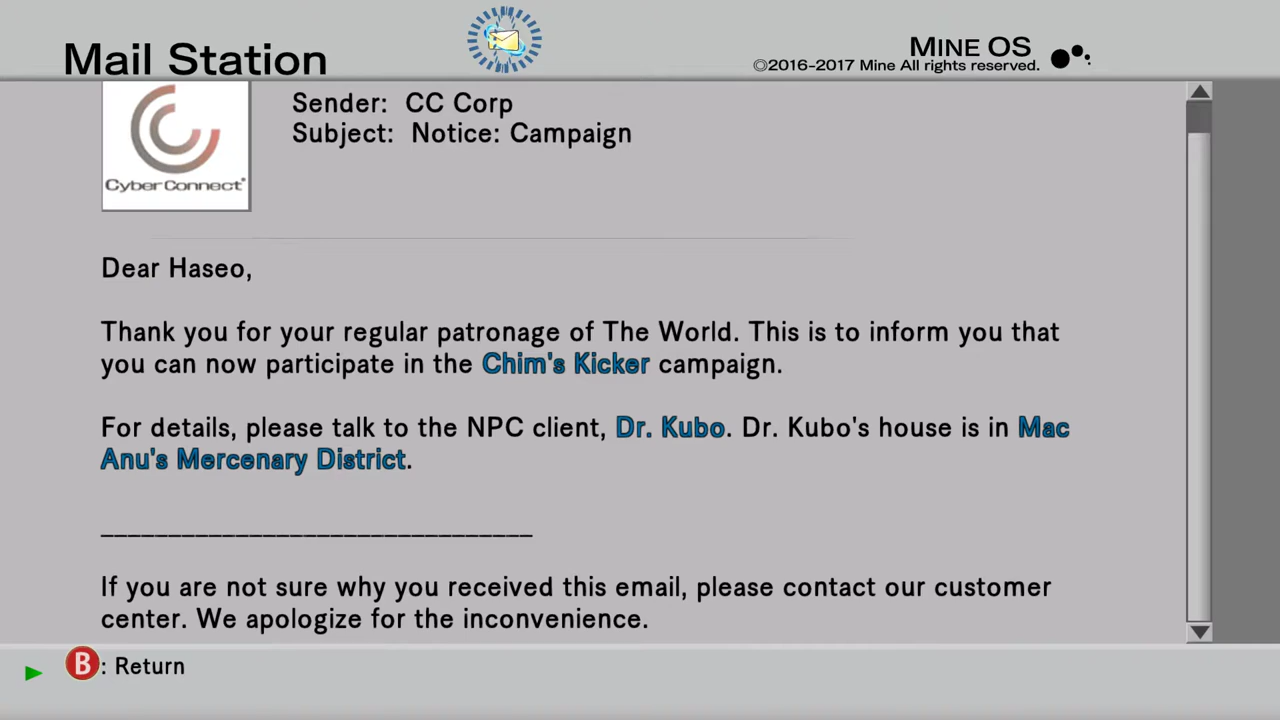 Mail Station
MINE OS
©2016-2017 Mine All rights reserved.
Cyber Connect
Sender: CC Corp
Subject: Notice: Campaign
Dear Haseo,
Thank you for your regular patronage of The World. This is to inform you that
you can now participate in the Chim's Kicker campaign.
For details, please talk to the NPC client, Dr. Kubo. Dr. Kubo's house is in Mac
Anu's Mercenary District.
________________________________
If you are not sure why you received this email, please contact our customer
center. We apologize for the inconvenience.
B: Return